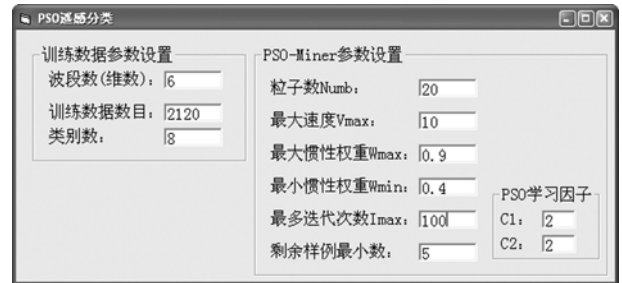 PSO遥感分类
训练数据参数设置
波段数(维数): 6
训练数据数目: 2120
类别数: 8
PSO-Miner参数设置
粒子数Numb: 20
最大速度Vmax: 10
最大惯性权重Wmax: 0.9
最小惯性权重Wmin: 0.4
最多迭代次数Imax: 100
剩余样例最小数: 5
PSO学习因子
C1: 2
C2: 2